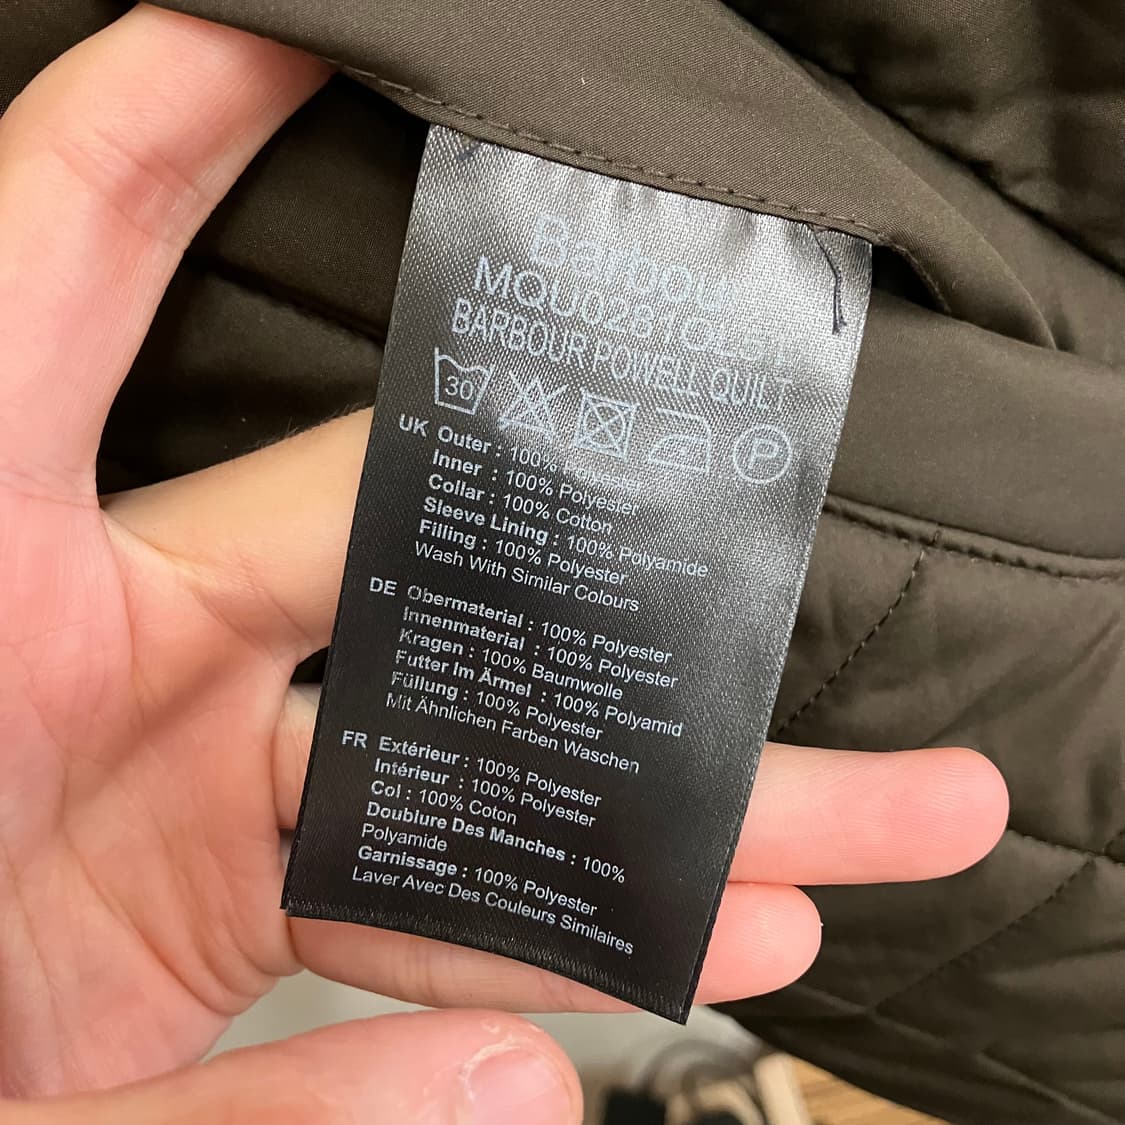 Barbour
MQU0281OL51
BARBOUR POWELL QUILT
30
P
UK Outer : 100% Polyester
Inner : 100% Polyester
Collar : 100% Cotton
Sleeve Lining : 100% Polyamide
Filling : 100% Polyester
Wash With Similar Colours
DE Obermaterial : 100% Polyester
Innenmaterial : 100% Polyester
Kragen : 100% Baumwolle
Futter Im Ärmel : 100% Polyamid
Füllung : 100% Polyester
Mit Ähnlichen Farben Waschen
FR Extérieur : 100% Polyester
Intérieur : 100% Polyester
Col : 100% Coton
Doublure Des Manches : 100%
Polyamide
Garnissage : 100% Polyester
Laver Avec Des Couleurs Similaires